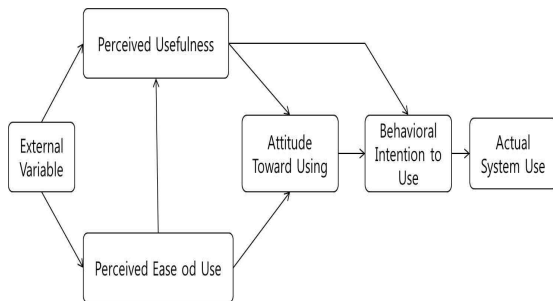 Perceived Usefulness
External
Variable
Attitude
Toward Using
Behavioral
Intention to
Use
Actual
System Use
Perceived Ease od Use